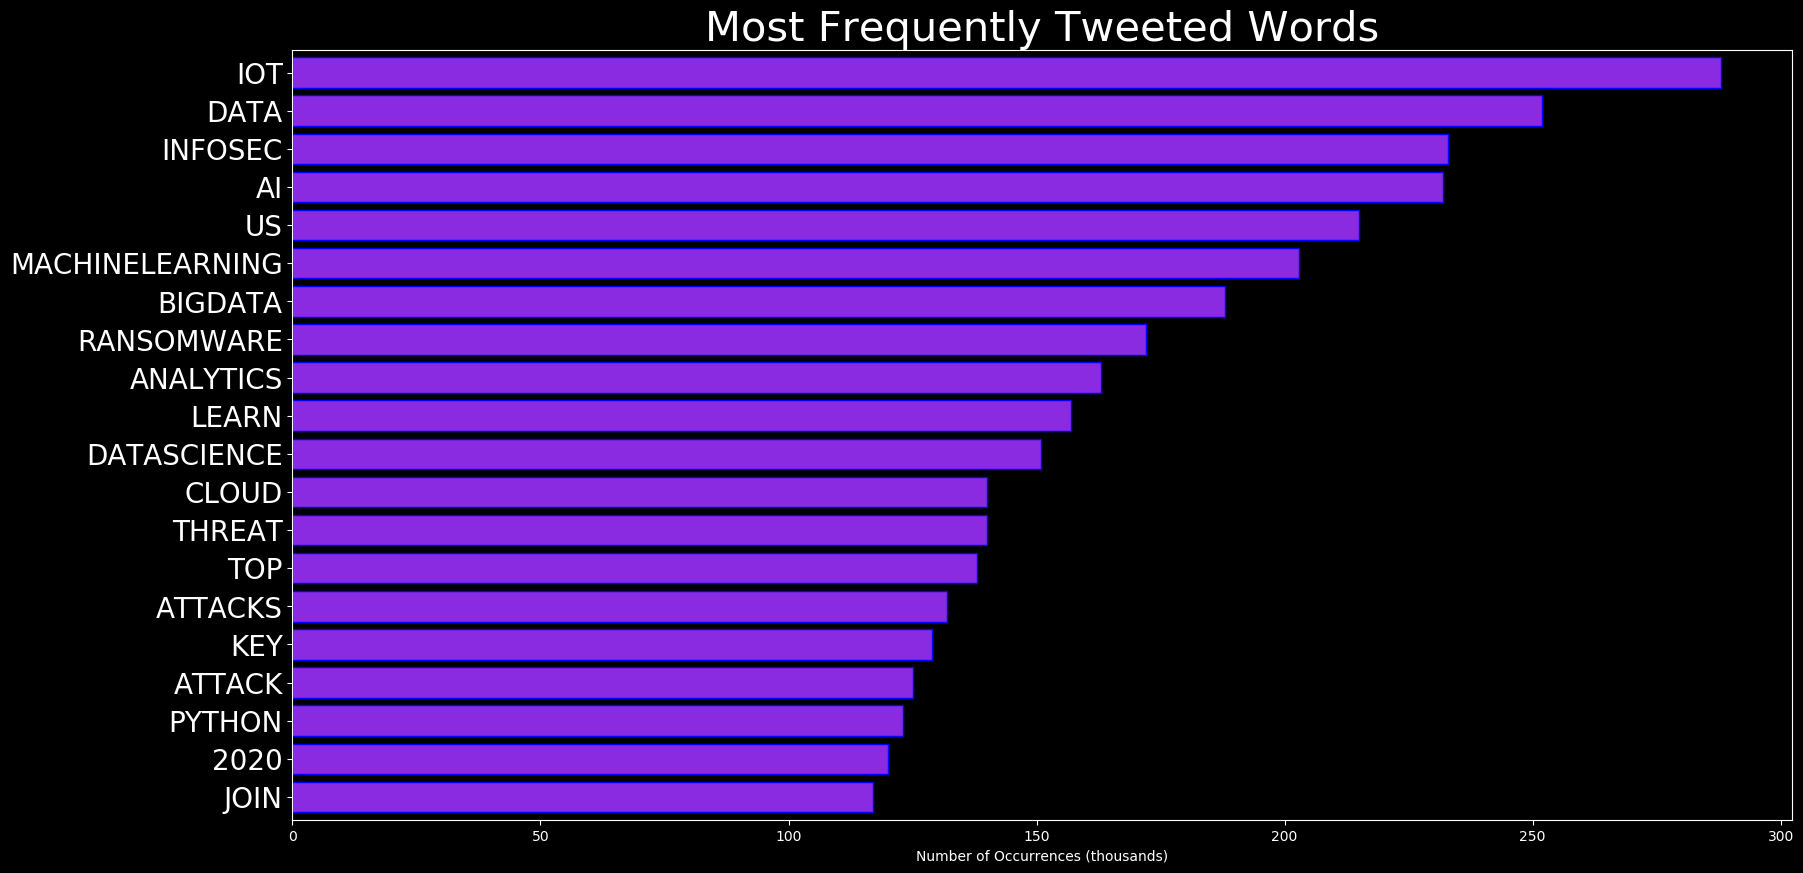 Most Frequently Tweeted Words
IOT
DATA
INFOSEC
AI
US
MACHINELEARNING
BIGDATA
RANSOMWARE
ANALYTICS
LEARN
DATASCIENCE
CLOUD
THREAT
TOP
ATTACKS
KEY
ATTACK
PYTHON
2020
JOIN
0 50 100 150 200 250 300
Number of Occurrences (thousands)